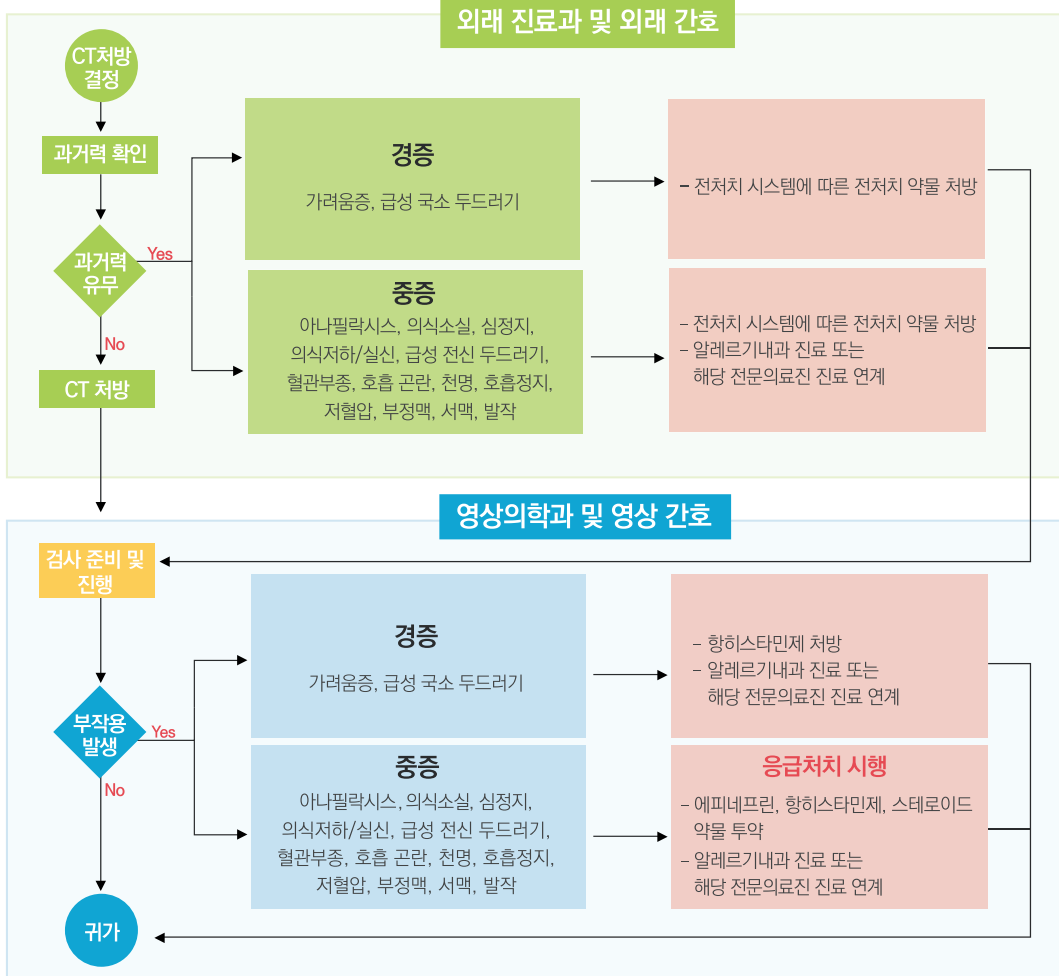 외래 진료과 및 외래 간호
CT처방
결정
과거력 확인
과거력
유무
Yes
No
CT 처방
경증
가려움증, 급성 국소 두드러기
– 전처치 시스템에 따른 전처치 약물 처방
중증
아나필락시스, 의식소실, 심정지,
의식저하/실신, 급성 전신 두드러기,
혈관부종, 호흡 곤란, 천명, 호흡정지,
저혈압, 부정맥, 서맥, 발작
– 전처치 시스템에 따른 전처치 약물 처방
– 알레르기내과 진료 또는
해당 전문의료진 진료 연계
영상의학과 및 영상 간호
검사 준비 및
진행
부작용
발생
Yes
No
귀가
경증
가려움증, 급성 국소 두드러기
– 항히스타민제 처방
– 알레르기내과 진료 또는
해당 전문의료진 진료 연계
중증
아나필락시스, 의식소실, 심정지,
의식저하/실신, 급성 전신 두드러기,
혈관부종, 호흡 곤란, 천명, 호흡정지,
저혈압, 부정맥, 서맥, 발작
응급처치 시행
– 에피네프린, 항히스타민제, 스테로이드
약물 투약
– 알레르기내과 진료 또는
해당 전문의료진 진료 연계